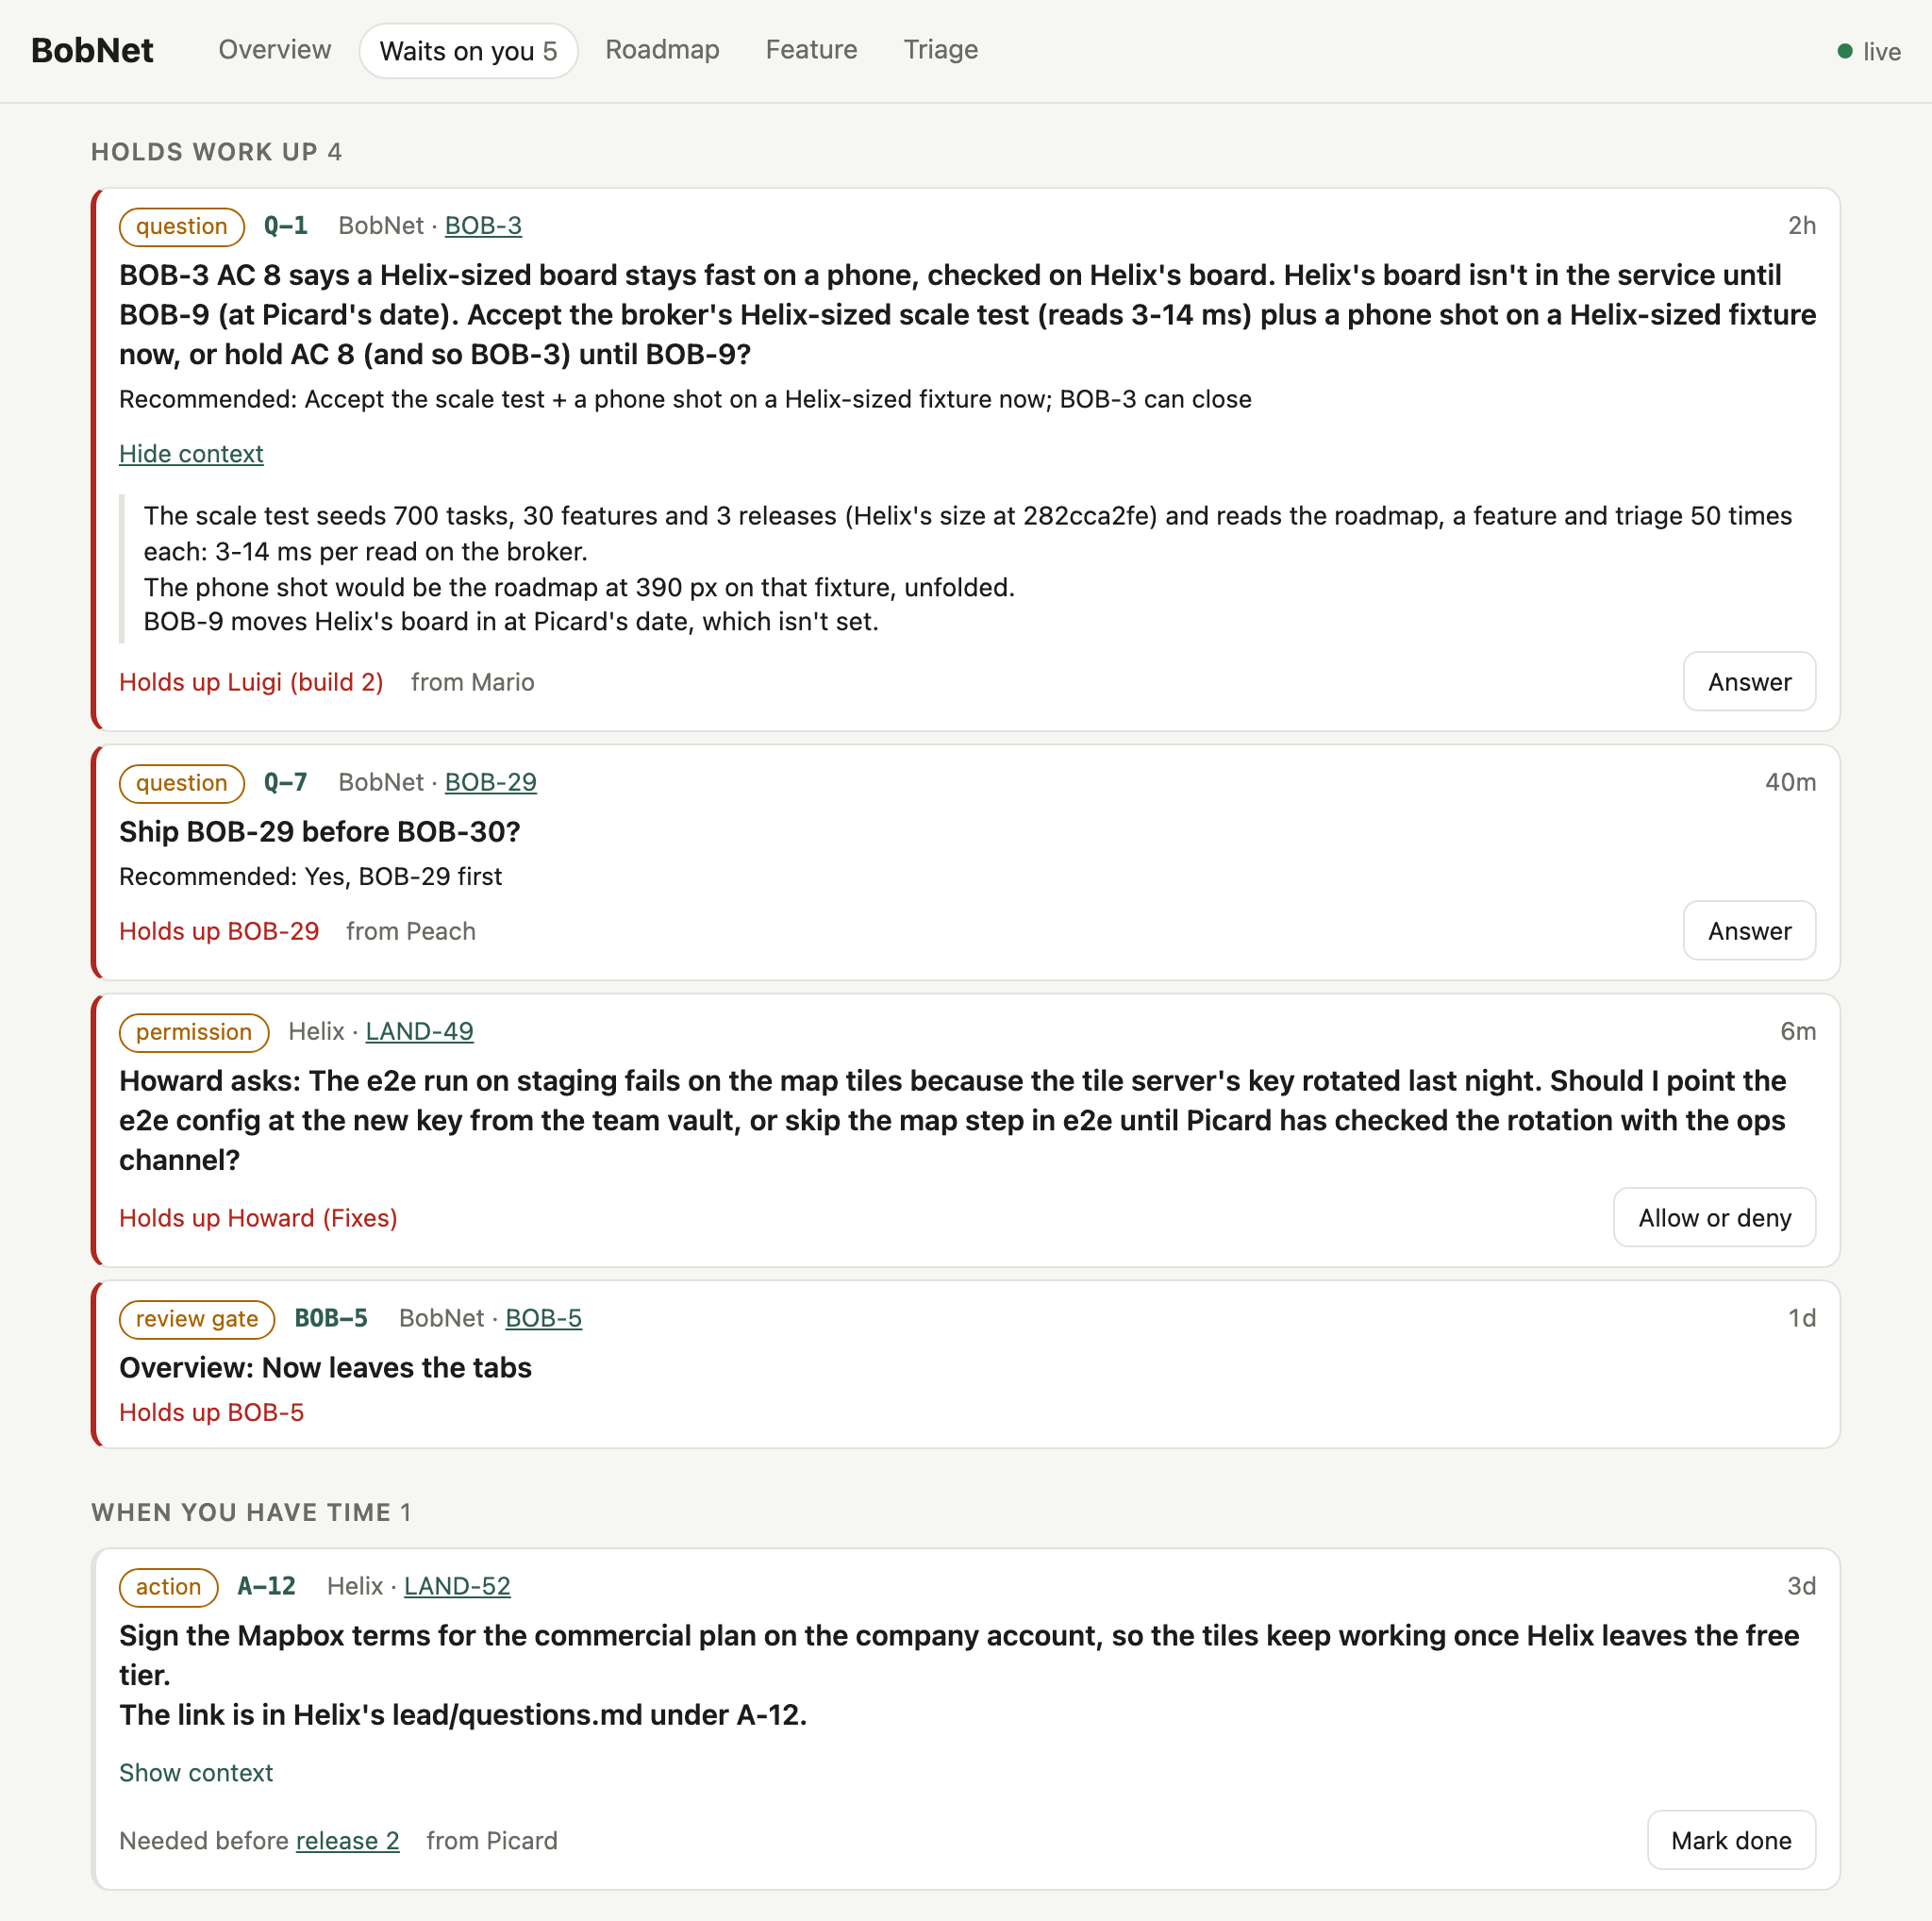 BobNet
Overview
Waits on you 5
Roadmap
Feature
Triage
live
HOLDS WORK UP 4
question Q-1 BobNet · BOB-3 2h
BOB-3 AC 8 says a Helix-sized board stays fast on a phone, checked on Helix's board. Helix's board isn't in the service until
BOB-9 (at Picard's date). Accept the broker's Helix-sized scale test (reads 3-14 ms) plus a phone shot on a Helix-sized fixture
now, or hold AC 8 (and so BOB-3) until BOB-9?
Recommended: Accept the scale test + a phone shot on a Helix-sized fixture now; BOB-3 can close
Hide context
The scale test seeds 700 tasks, 30 features and 3 releases (Helix's size at 282cca2fe) and reads the roadmap, a feature and triage 50 times
each: 3-14 ms per read on the broker.
The phone shot would be the roadmap at 390 px on that fixture, unfolded.
BOB-9 moves Helix's board in at Picard's date, which isn't set.
Holds up Luigi (build 2) from Mario Answer
question Q-7 BobNet · BOB-29 40m
Ship BOB-29 before BOB-30?
Recommended: Yes, BOB-29 first
Holds up BOB-29 from Peach Answer
permission Helix · LAND-49 6m
Howard asks: The e2e run on staging fails on the map tiles because the tile server's key rotated last night. Should I point the
e2e config at the new key from the team vault, or skip the map step in e2e until Picard has checked the rotation with the ops
channel?
Holds up Howard (Fixes) Allow or deny
review gate BOB-5 BobNet · BOB-5 1d
Overview: Now leaves the tabs
Holds up BOB-5
WHEN YOU HAVE TIME 1
action A-12 Helix · LAND-52 3d
Sign the Mapbox terms for the commercial plan on the company account, so the tiles keep working once Helix leaves the free
tier.
The link is in Helix's lead/questions.md under A-12.
Show context
Needed before release 2 from Picard Mark done